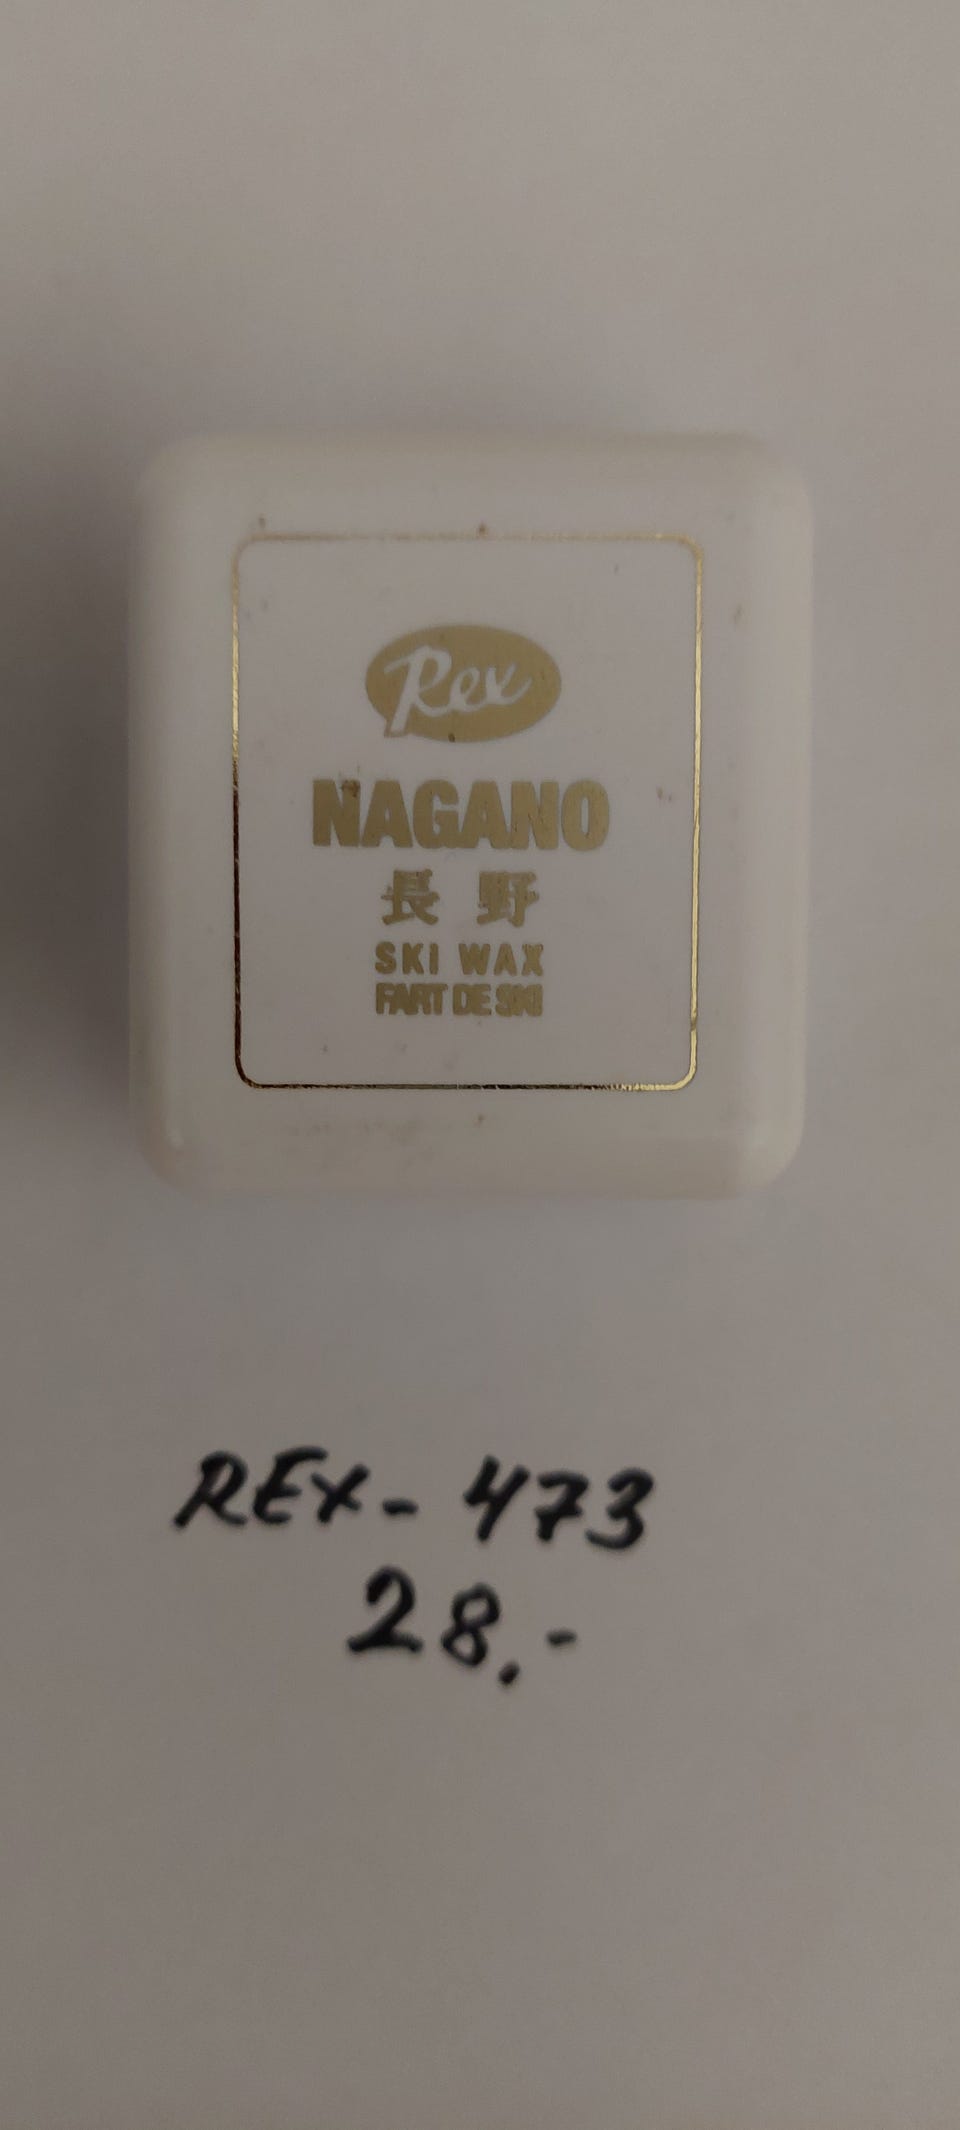 Rex
NAGANO
長野
SKI WAX
FART DE SKI
REX-473
28.-